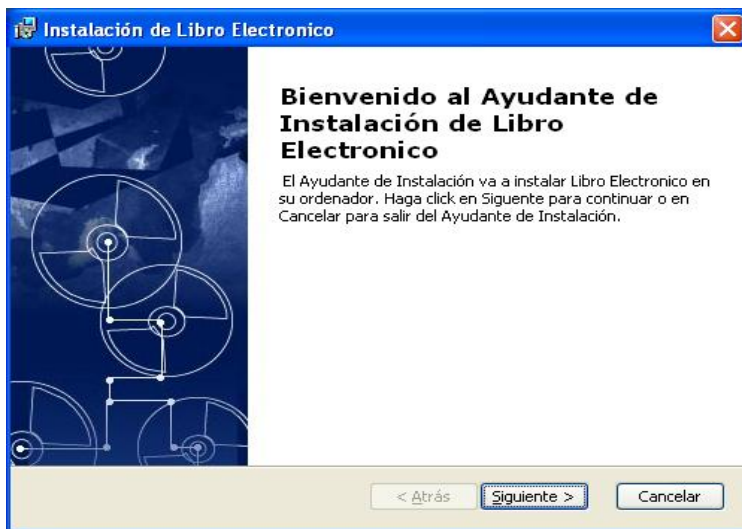 Instalación de Libro Electronico
Bienvenido al Ayudante de
Instalación de Libro
Electronico
El Ayudante de Instalación va a instalar Libro Electronico en
su ordenador. Haga click en Siguente para continuar o en
Cancelar para salir del Ayudante de Instalación.
< Atrás Siguiente > Cancelar